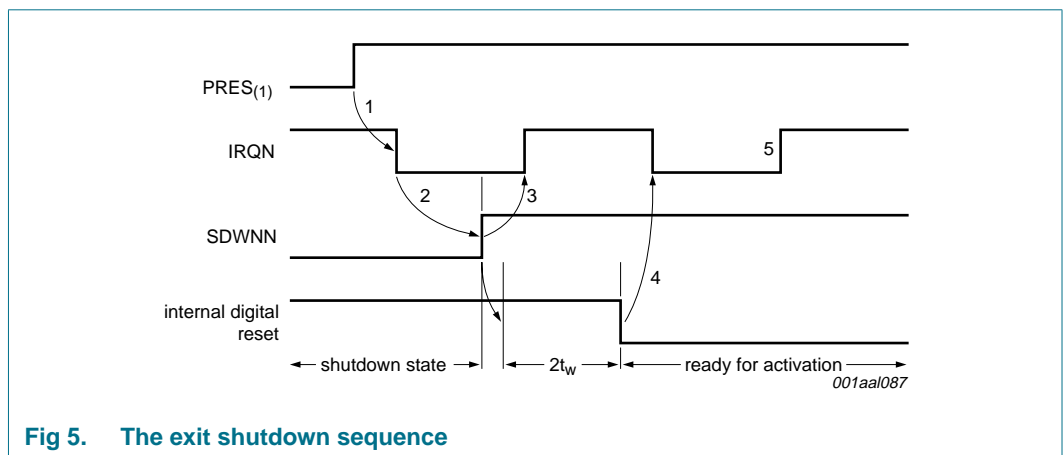 PRES(1)
1
IRQN
5
2
3
SDWNN
4
internal digital
reset
shutdown state
2tw
ready for activation
001aal087
Fig 5. The exit shutdown sequence